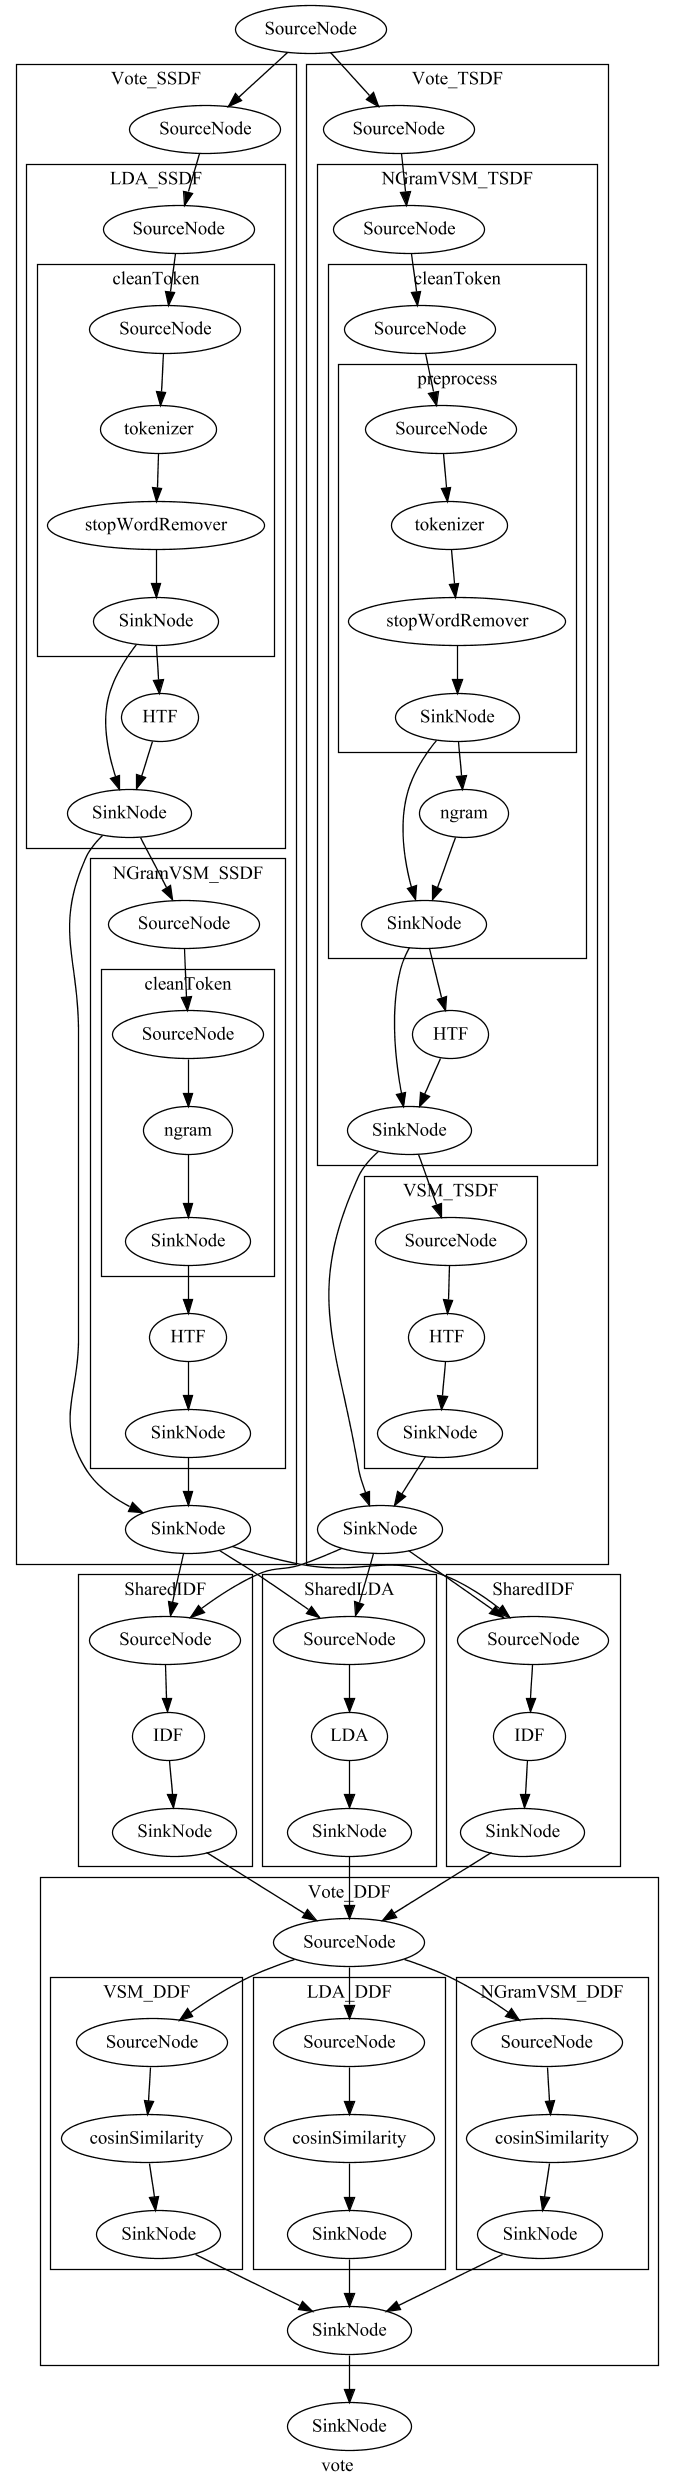 SourceNode
Vote_SSDF
Vote_TSDF
SourceNode
SourceNode
LDA_SSDF
NGramVSM_TSDF
SourceNode
SourceNode
cleanToken
cleanToken
SourceNode
SourceNode
preprocess
tokenizer
SourceNode
stopWordRemover
tokenizer
SinkNode
stopWordRemover
HTF
SinkNode
SinkNode
ngram
NGramVSM_SSDF
SourceNode
SinkNode
cleanToken
SourceNode
HTF
ngram
SinkNode
VSM_TSDF
SinkNode
SourceNode
HTF
HTF
SinkNode
SinkNode
SinkNode
SinkNode
SharedIDF
SharedLDA
SharedIDF
SourceNode
SourceNode
SourceNode
IDF
LDA
IDF
SinkNode
SinkNode
SinkNode
Vote_DDF
SourceNode
VSM_DDF
LDA_DDF
NGramVSM_DDF
SourceNode
SourceNode
SourceNode
cosinSimilarity
cosinSimilarity
cosinSimilarity
SinkNode
SinkNode
SinkNode
SinkNode
SinkNode
vote